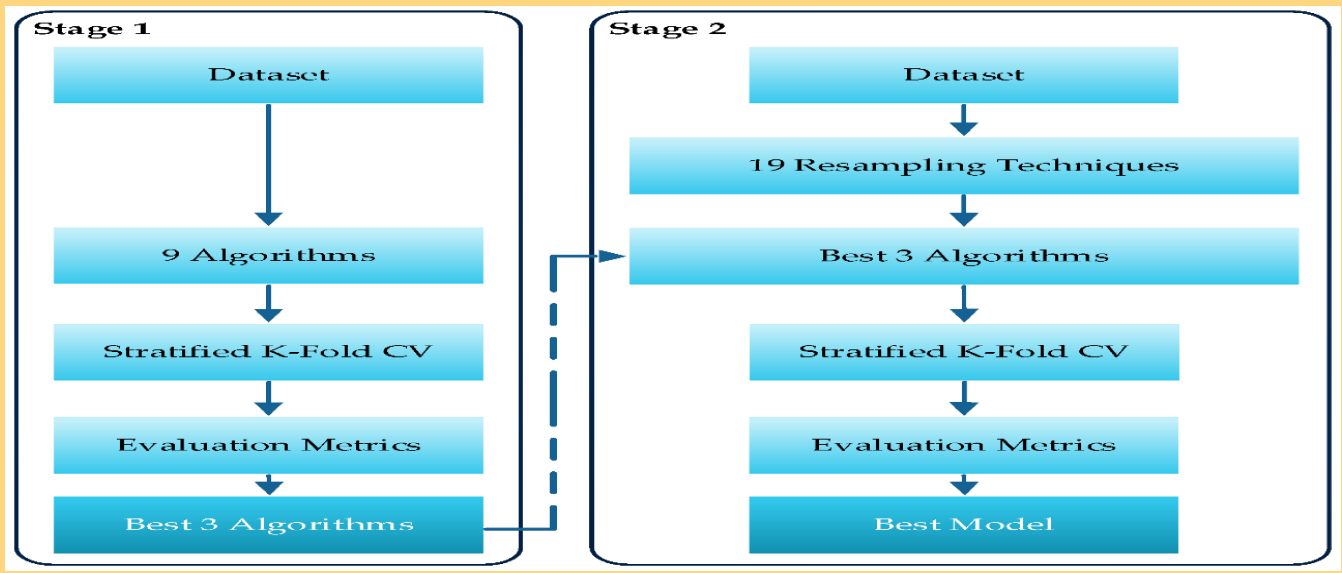 Stage 1
Dataset
9 Algorithms
Stratified K-Fold CV
Evaluation Metrics
Best 3 Algorithms
Stage 2
Dataset
19 Resampling Techniques
Best 3 Algorithms
Stratified K-Fold CV
Evaluation Metrics
Best Model